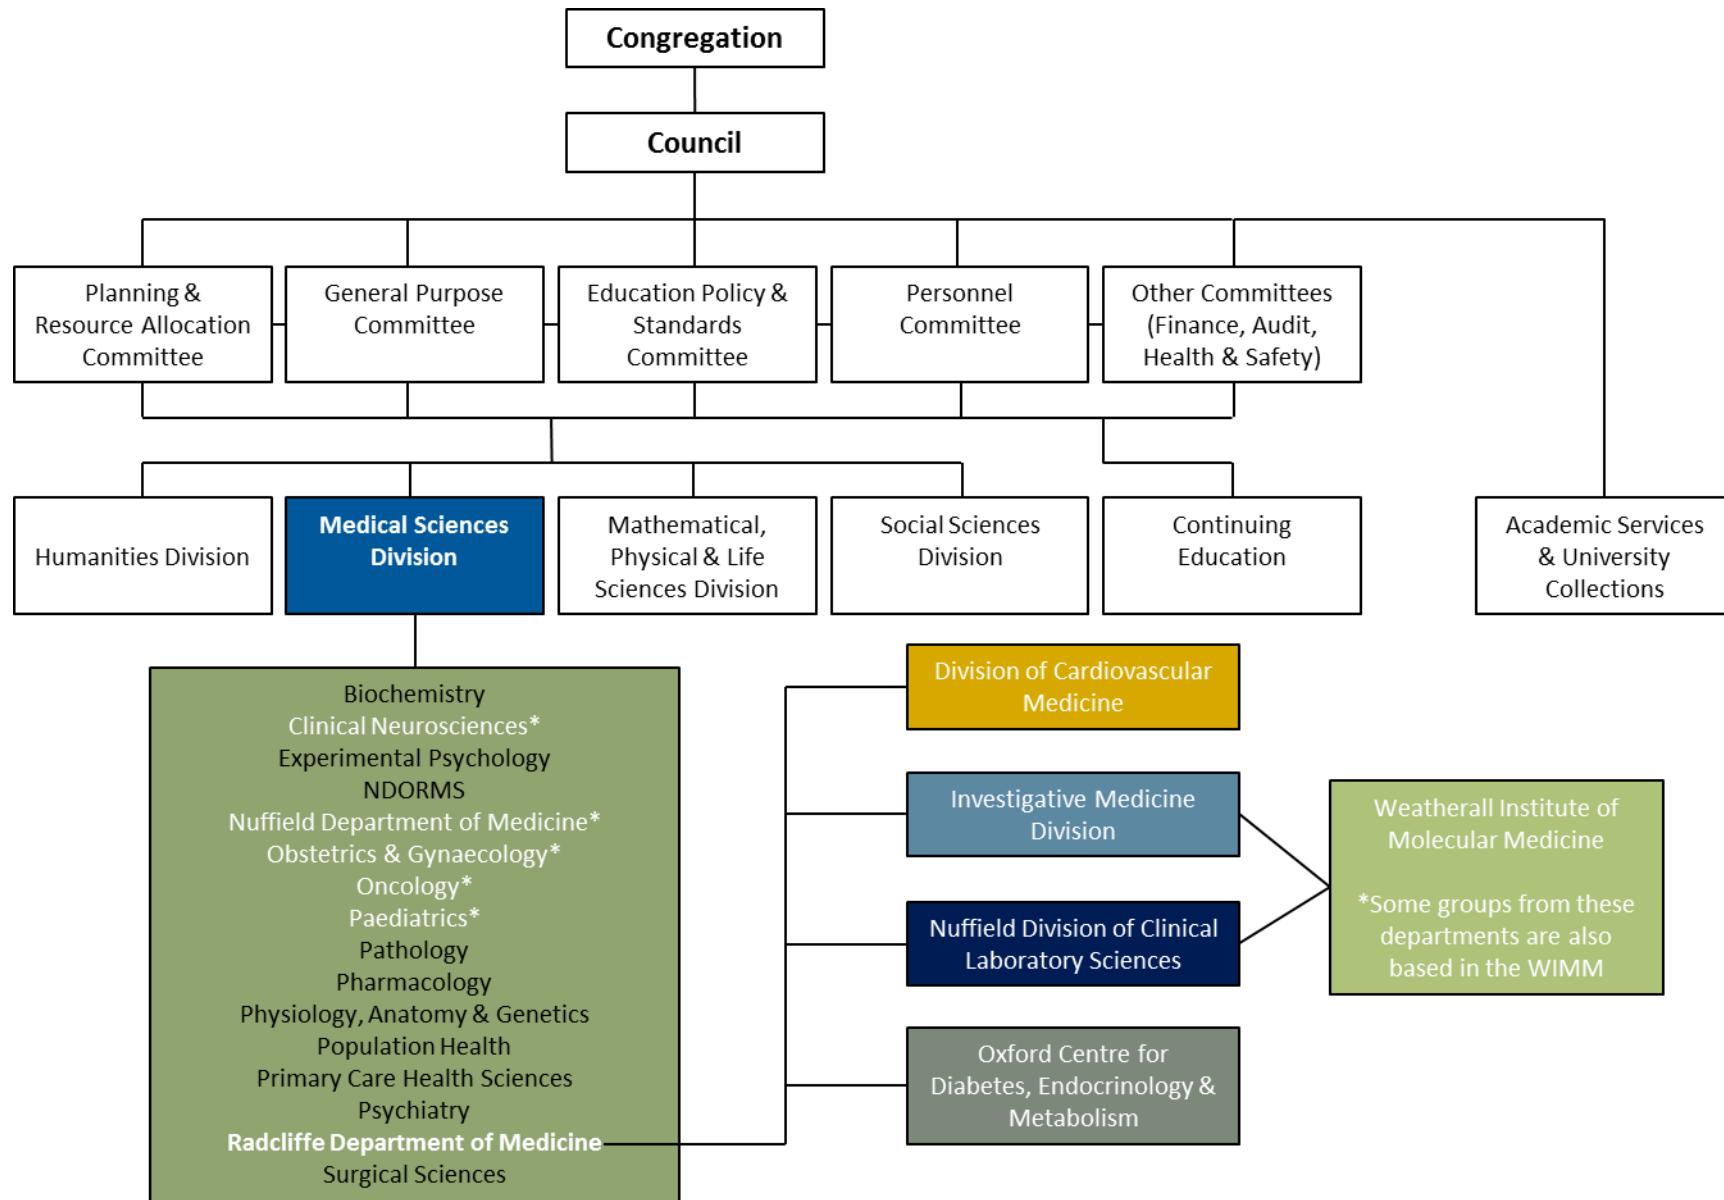 Congregation
Council
Planning &
Resource Allocation
Committee
General Purpose
Committee
Education Policy &
Standards
Committee
Personnel
Committee
Other Committees
(Finance, Audit,
Health & Safety)
Humanities Division
Medical Sciences
Division
Mathematical,
Physical & Life
Sciences Division
Social Sciences
Division
Continuing
Education
Academic Services
& University
Collections
Biochemistry
Clinical Neurosciences*
Experimental Psychology
NDORMS
Nuffield Department of Medicine*
Obstetrics & Gynaecology*
Oncology*
Paediatrics*
Pathology
Pharmacology
Physiology, Anatomy & Genetics
Population Health
Primary Care Health Sciences
Psychiatry
Radcliffe Department of Medicine
Surgical Sciences
Division of Cardiovascular
Medicine
Investigative Medicine
Division
Nuffield Division of Clinical
Laboratory Sciences
Oxford Centre for
Diabetes, Endocrinology &
Metabolism
Weatherall Institute of
Molecular Medicine
*Some groups from these
departments are also
based in the WIMM